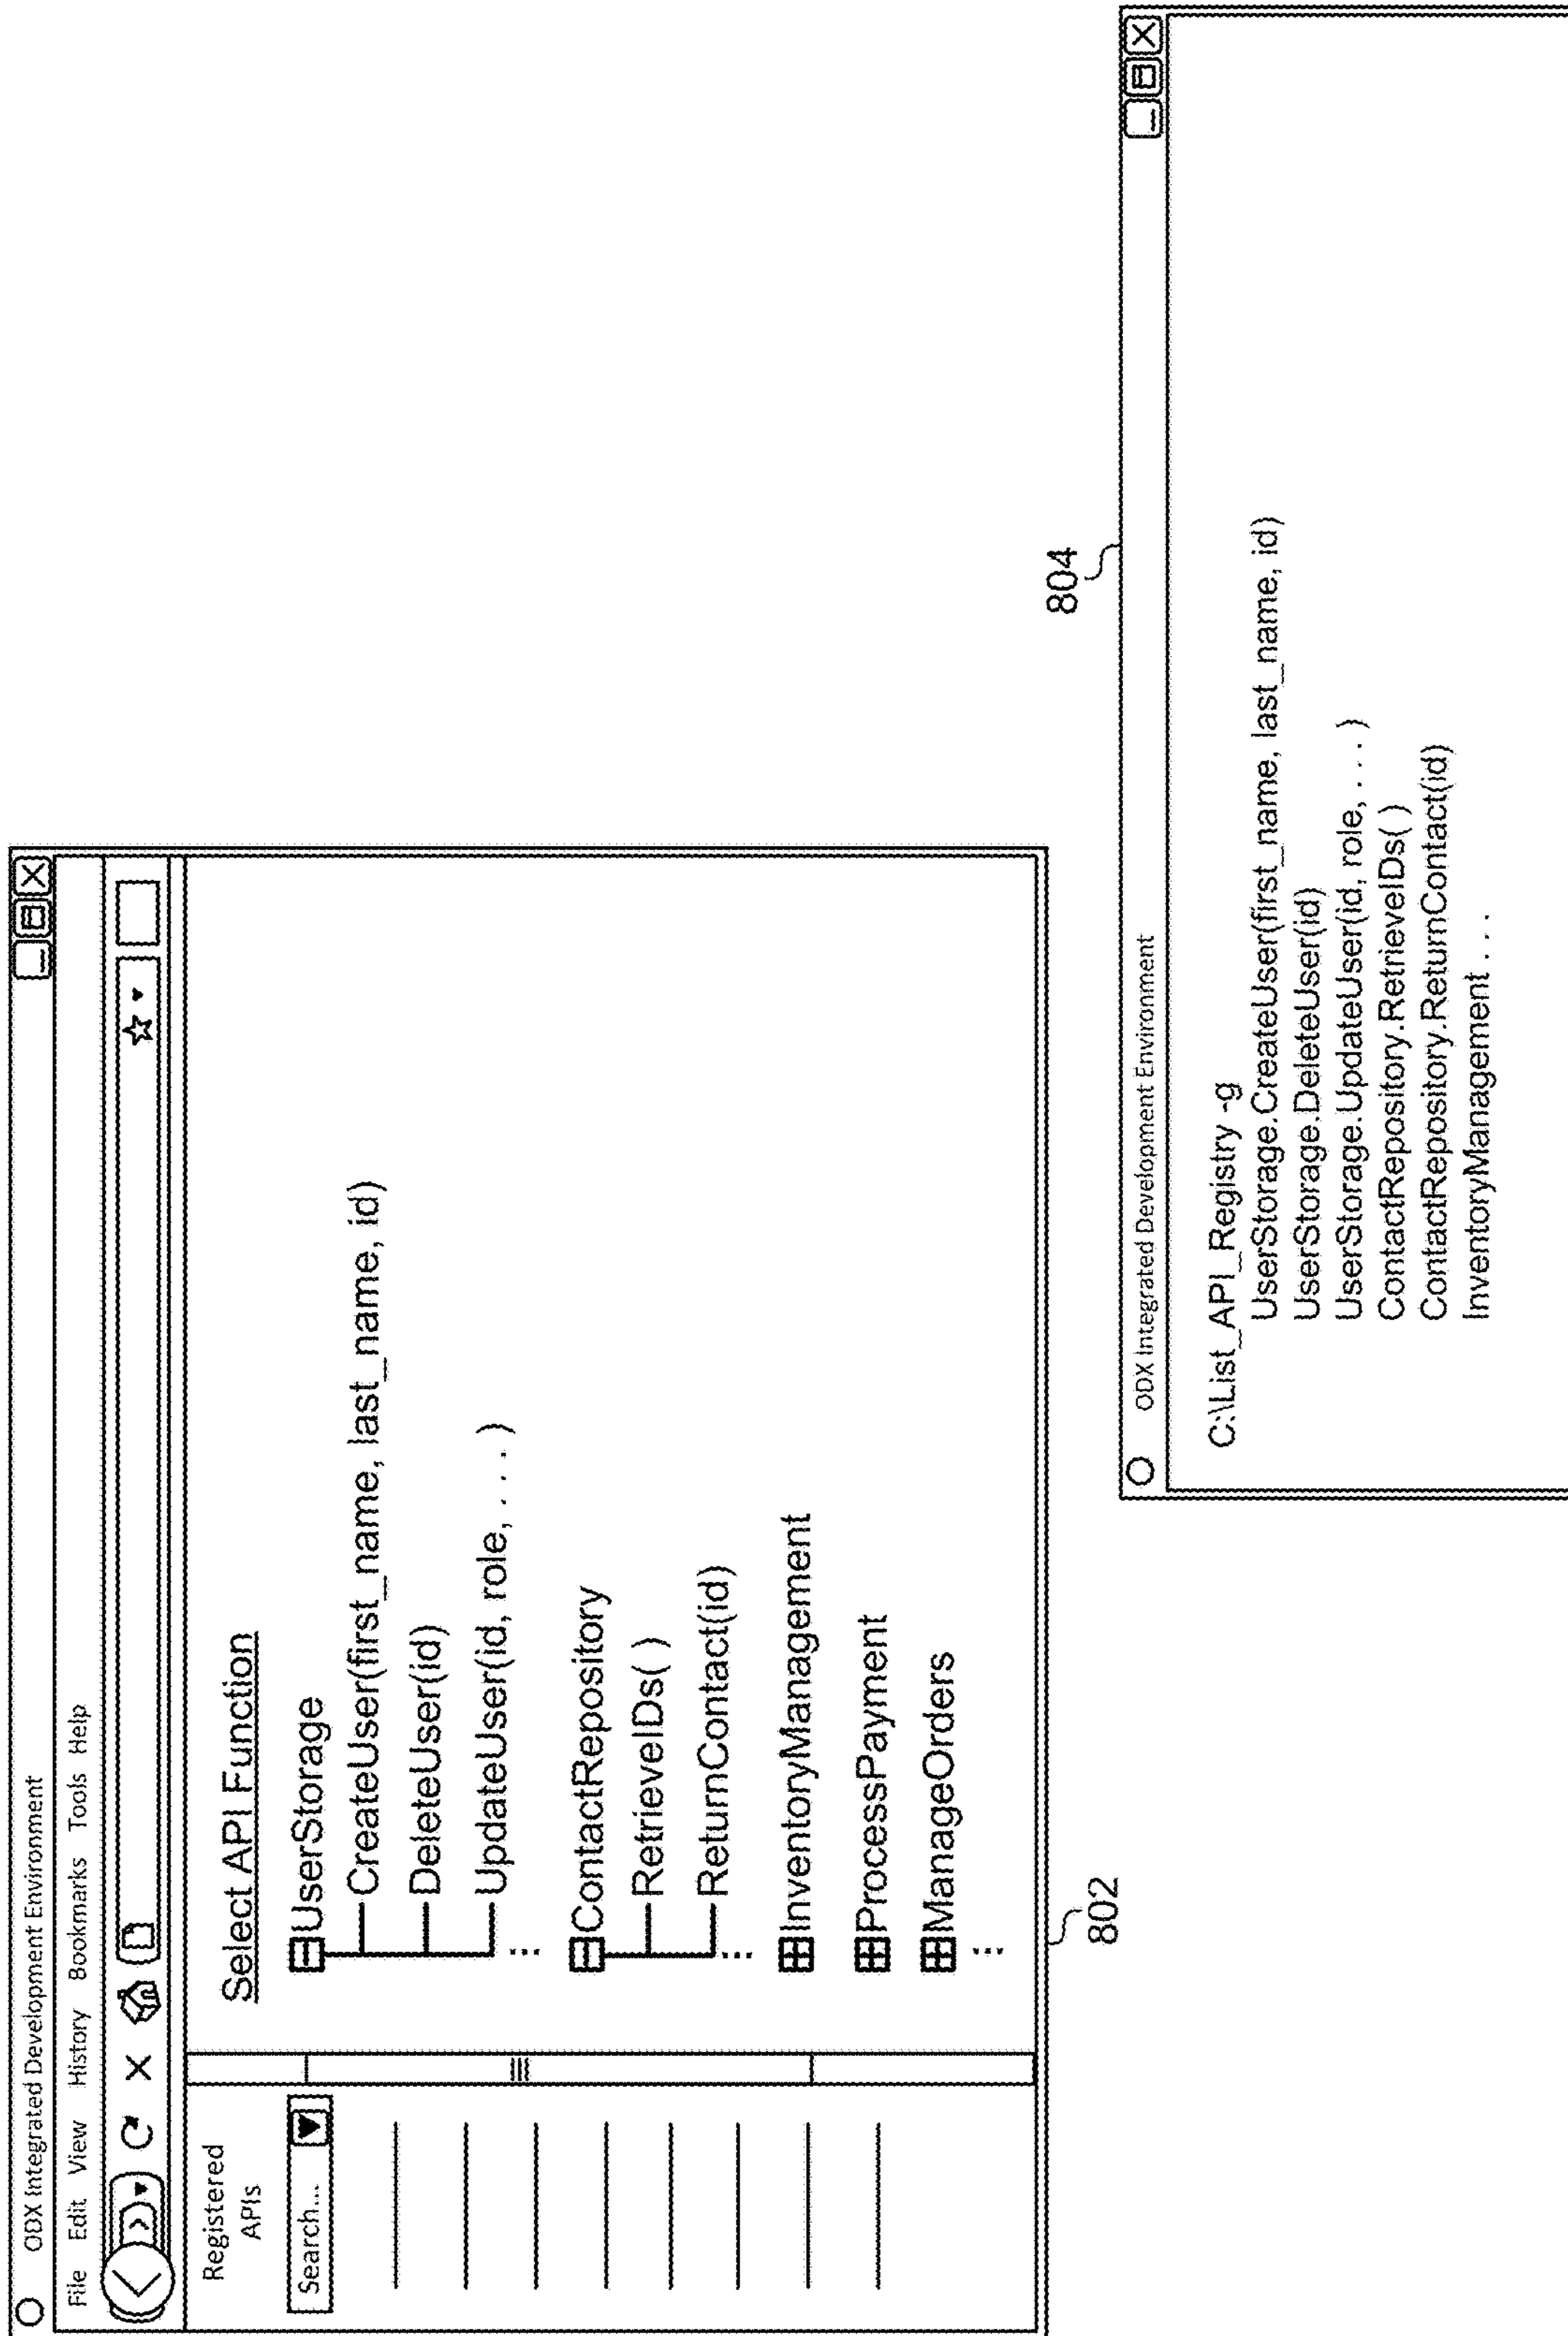 ODX Integrated Development Environment
File Edit View History Bookmarks Tools Help
Registered
APIs
Search...
Select API Function
UserStorage
CreateUser(first_name, last_name, id)
DeleteUser(id)
UpdateUser(id, role, . . . )
⋮
ContactRepository
RetrieveIDs( )
ReturnContact(id)
⋮
InventoryManagement
ProcessPayment
ManageOrders
⋮
802
804
ODX Integrated Development Environment
C:\List_API_Registry -g
UserStorage.CreateUser(first_name, last_name, id)
UserStorage.DeleteUser(id)
UserStorage.UpdateUser(id, role, . . . )
ContactRepository.RetrieveIDs( )
ContactRepository.ReturnContact(id)
InventoryManagement . . .